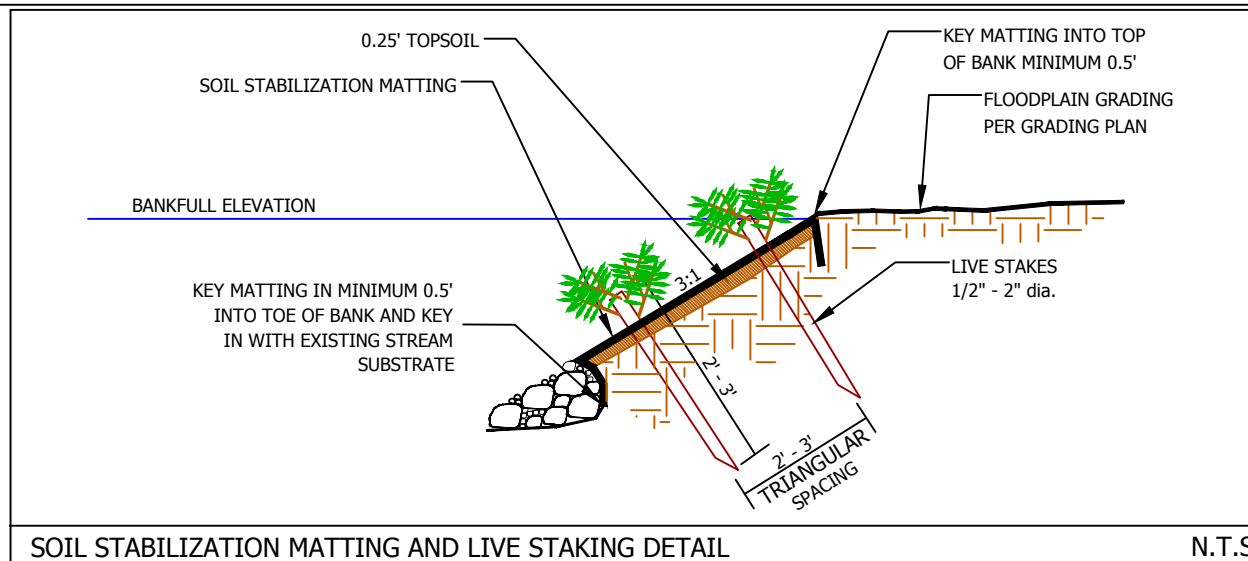 0.25' TOPSOIL
SOIL STABILIZATION MATTING
KEY MATTING INTO TOP
OF BANK MINIMUM 0.5'
FLOODPLAIN GRADING
PER GRADING PLAN
BANKFULL ELEVATION
3:1
LIVE STAKES
1/2" - 2" dia.
KEY MATTING IN MINIMUM 0.5'
INTO TOE OF BANK AND KEY
IN WITH EXISTING STREAM
SUBSTRATE
2' - 3'
2' - 3'
TRIANGULAR
SPACING
SOIL STABILIZATION MATTING AND LIVE STAKING DETAIL
N.T.S